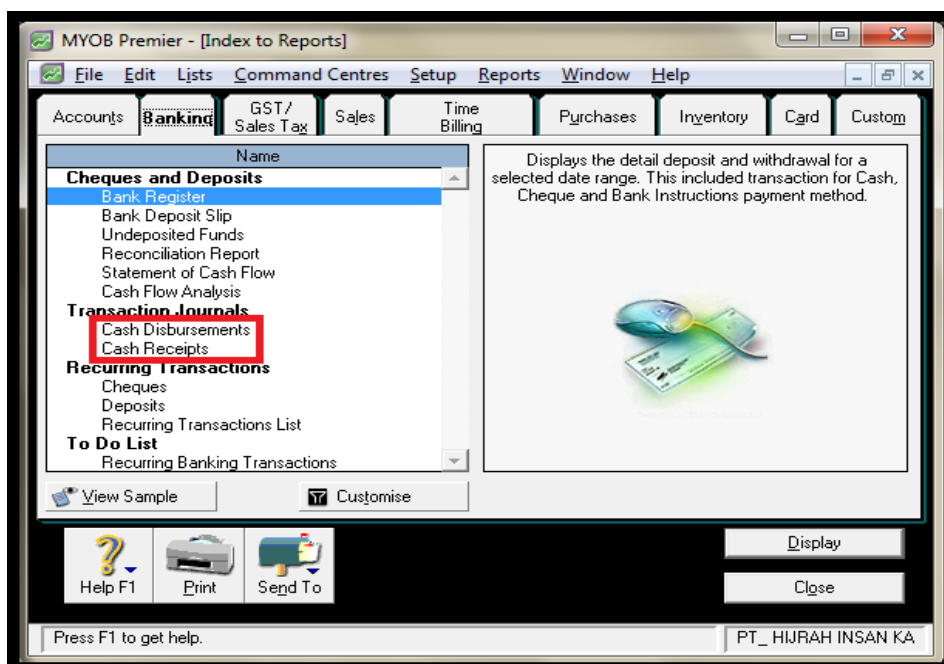 MYOB Premier - [Index to Reports]
File Edit Lists Command Centres Setup Reports Window Help
Accounts Banking GST/ Sales Tax Sales Time Billing Purchases Inventory Card Custom
Name
Cheques and Deposits
Bank Register
Bank Deposit Slip
Undeposited Funds
Reconciliation Report
Statement of Cash Flow
Cash Flow Analysis
Transaction Journals
Cash Disbursements
Cash Receipts
Recurring Transactions
Cheques
Deposits
Recurring Transactions List
To Do List
Recurring Banking Transactions
Displays the detail deposit and withdrawal for a
selected date range. This included transaction for Cash,
Cheque and Bank Instructions payment method.
View Sample Customise
Help F1 Print Send To
Display
Close
Press F1 to get help. PT_ HIJRAH INSAN KA